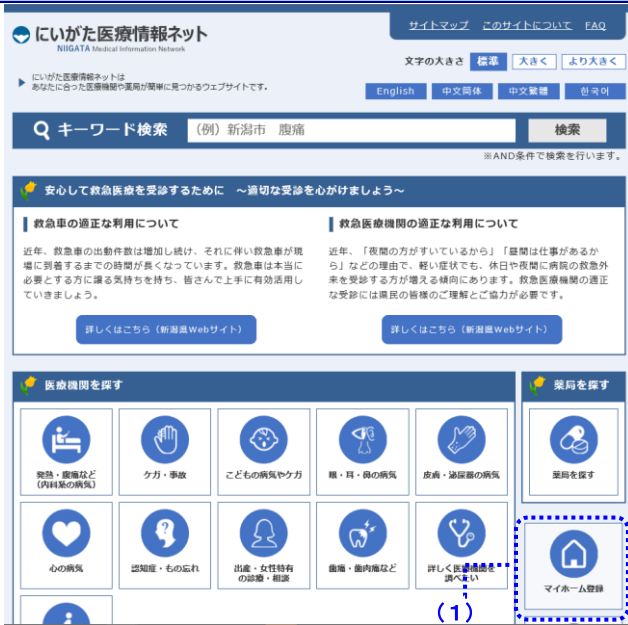 サイトマップ このサイトについて FAQ
にいがた医療情報ネット
NIIGATA Medical Information Network
文字の大きさ 標準 大きく より大きく
にいがた医療情報ネットは
あなたに合った医療機関や薬局が簡単に見つかるウェブサイトです。
English 中文简体 中文繁體 한국어
キーワード検索 (例) 新潟市 腹痛 検索
※AND条件で検索を行います。
安心して救急医療を受診するために ～適切な受診を心がけましょう～
救急車の適正な利用について
近年、救急車の出動件数は増加し続け、それに伴い救急車が現
場に到着するまでの時間が長くなっています。救急車は本当に
必要とする方に譲る気持ちを持ち、皆さんで上手に有効活用し
ていきましょう。
詳しくはこちら（新潟県Webサイト）
救急医療機関の適正な利用について
近年、「夜間の方がすいているから」「昼間は仕事があるか
ら」などの理由で、軽い症状でも、休日や夜間に病院の救急外
来を受診する方が増える傾向にあります。救急医療機関の適正
な受診には県民の皆様のご理解とご協力が必要です。
詳しくはこちら（新潟県Webサイト）
医療機関を探す
発熱・腹痛など
(内科系の病気)
ケガ・事故
こどもの病気やケガ
眼・耳・鼻の病気
皮膚・泌尿器の病気
心の病気
認知症・もの忘れ
出産・女性特有
の診療・相談
歯痛・歯肉痛など
詳しく医療機関を
調べたい
薬局を探す
薬局を探す
マイホーム登録
(1)